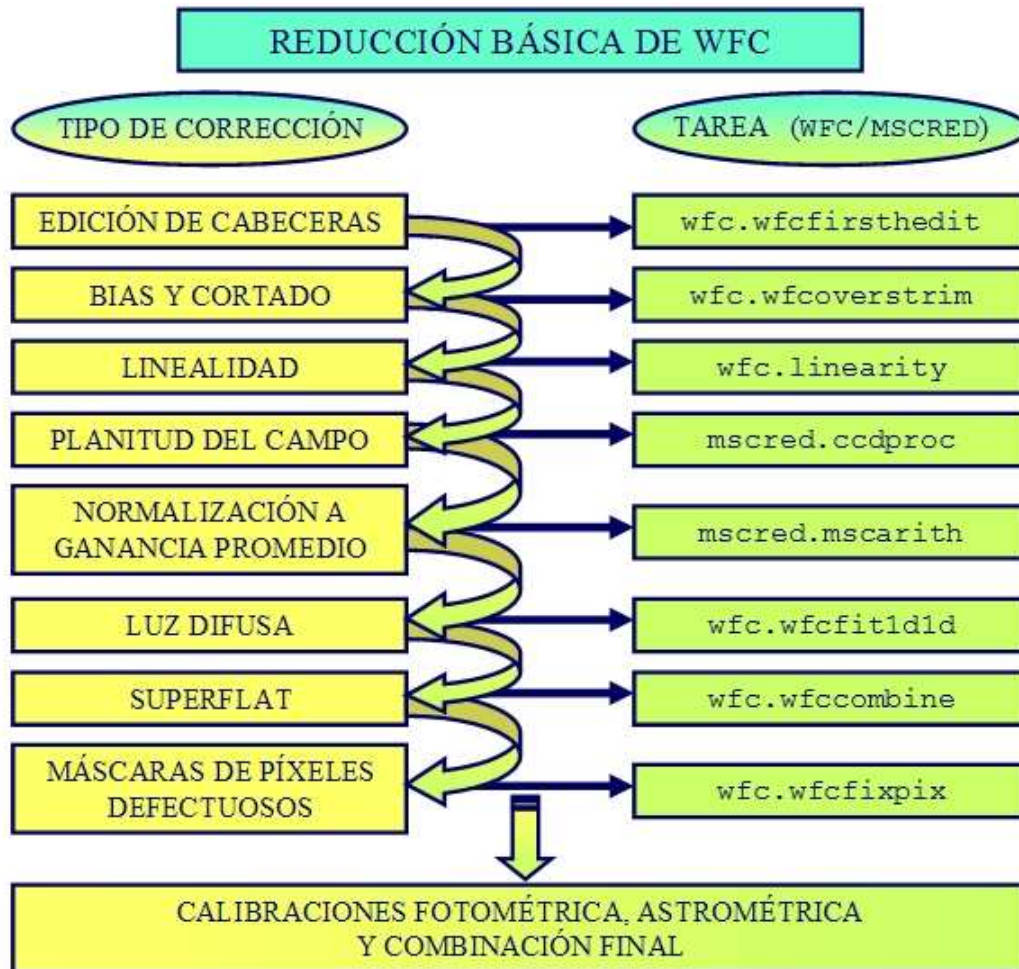 REDUCCIÓN BÁSICA DE WFC
TIPO DE CORRECCIÓN
TAREA (WFC/MSCRED)
EDICIÓN DE CABECERAS
wfc.wfcfirsthedit
BIAS Y CORTADO
wfc.wfcoverstrim
LINEALIDAD
wfc.linearity
PLANITUD DEL CAMPO
mscred.ccdproc
NORMALIZACIÓN A
GANANCIA PROMEDIO
mscred.mscarith
LUZ DIFUSA
wfc.wfcfit1d1d
SUPERFLAT
wfc.wfccombine
MÁSCARAS DE PÍXELES
DEFECTUOSOS
wfc.wfcfixpix
CALIBRACIONES FOTOMÉTRICA, ASTROMÉTRICA
Y COMBINACIÓN FINAL